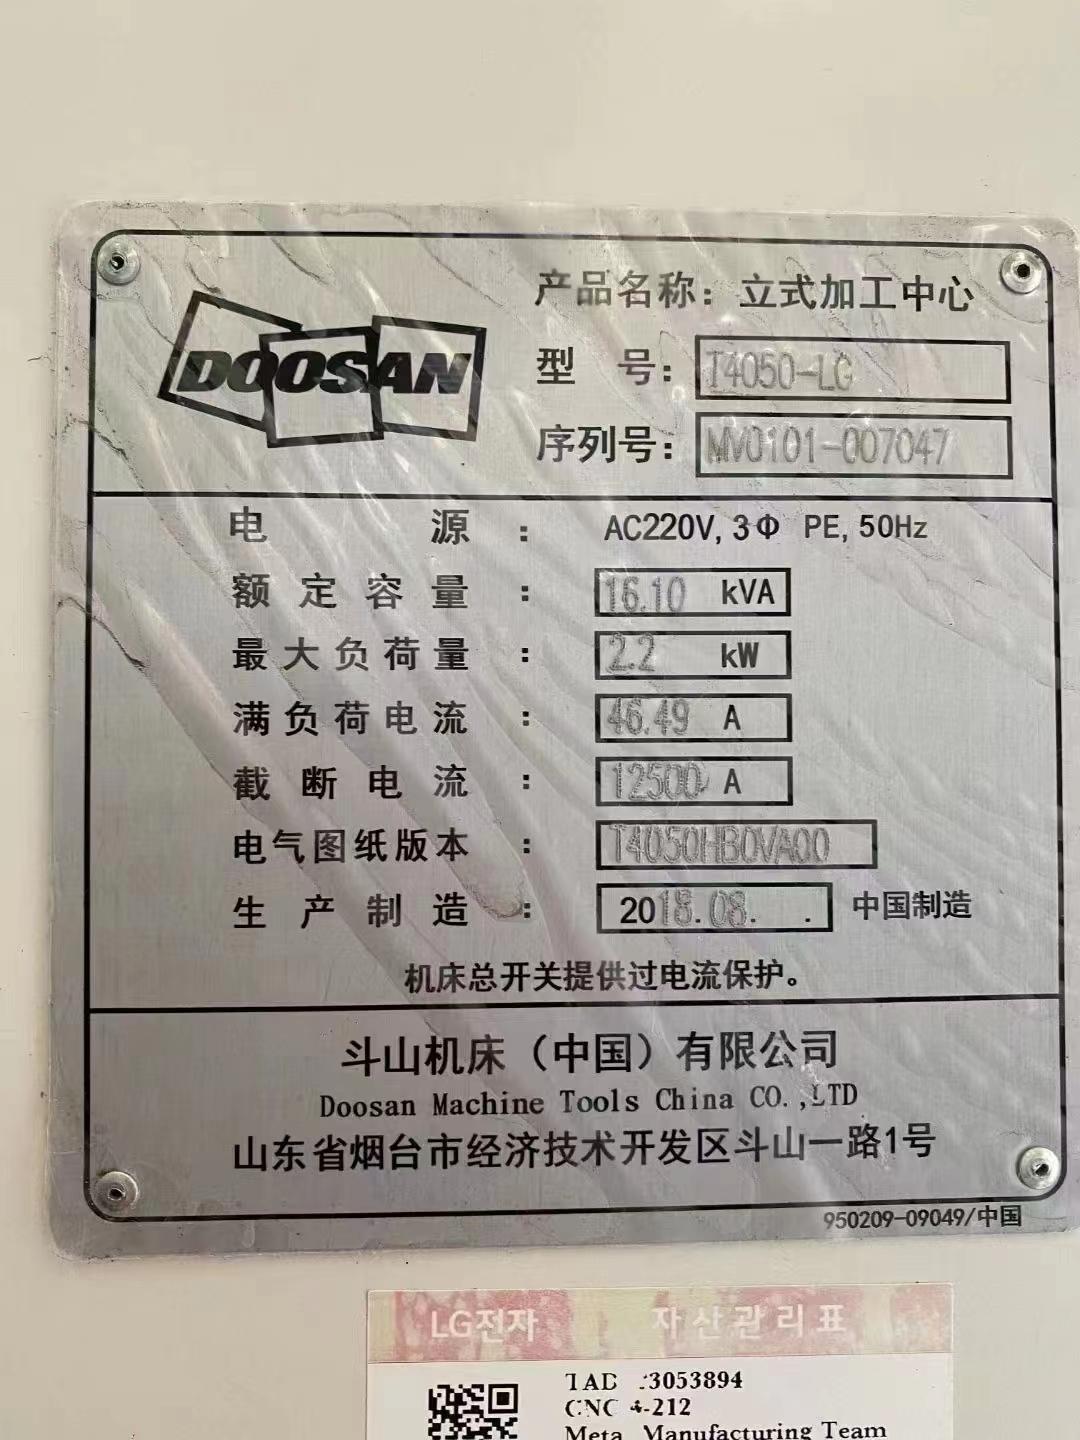 DOOSAN
产品名称：立式加工中心
型号：T4050-LG
序列号：MV0101-007047
电源：AC220V, 3Φ PE, 50Hz
额定容量：16.10 kVA
最大负荷量：2.2 kW
满负荷电流：46.49 A
截断电流：12500 A
电气图纸版本：T4050HB0VA00
生产制造：2018.08. . 中国制造
机床总开关提供过电流保护。
斗山机床（中国）有限公司
Doosan Machine Tools China CO.,LTD
山东省烟台市经济技术开发区斗山一路1号
950209-09049/中国
LG전자 자산관리표
3053894
CNC 4-212
Manufacturing Team